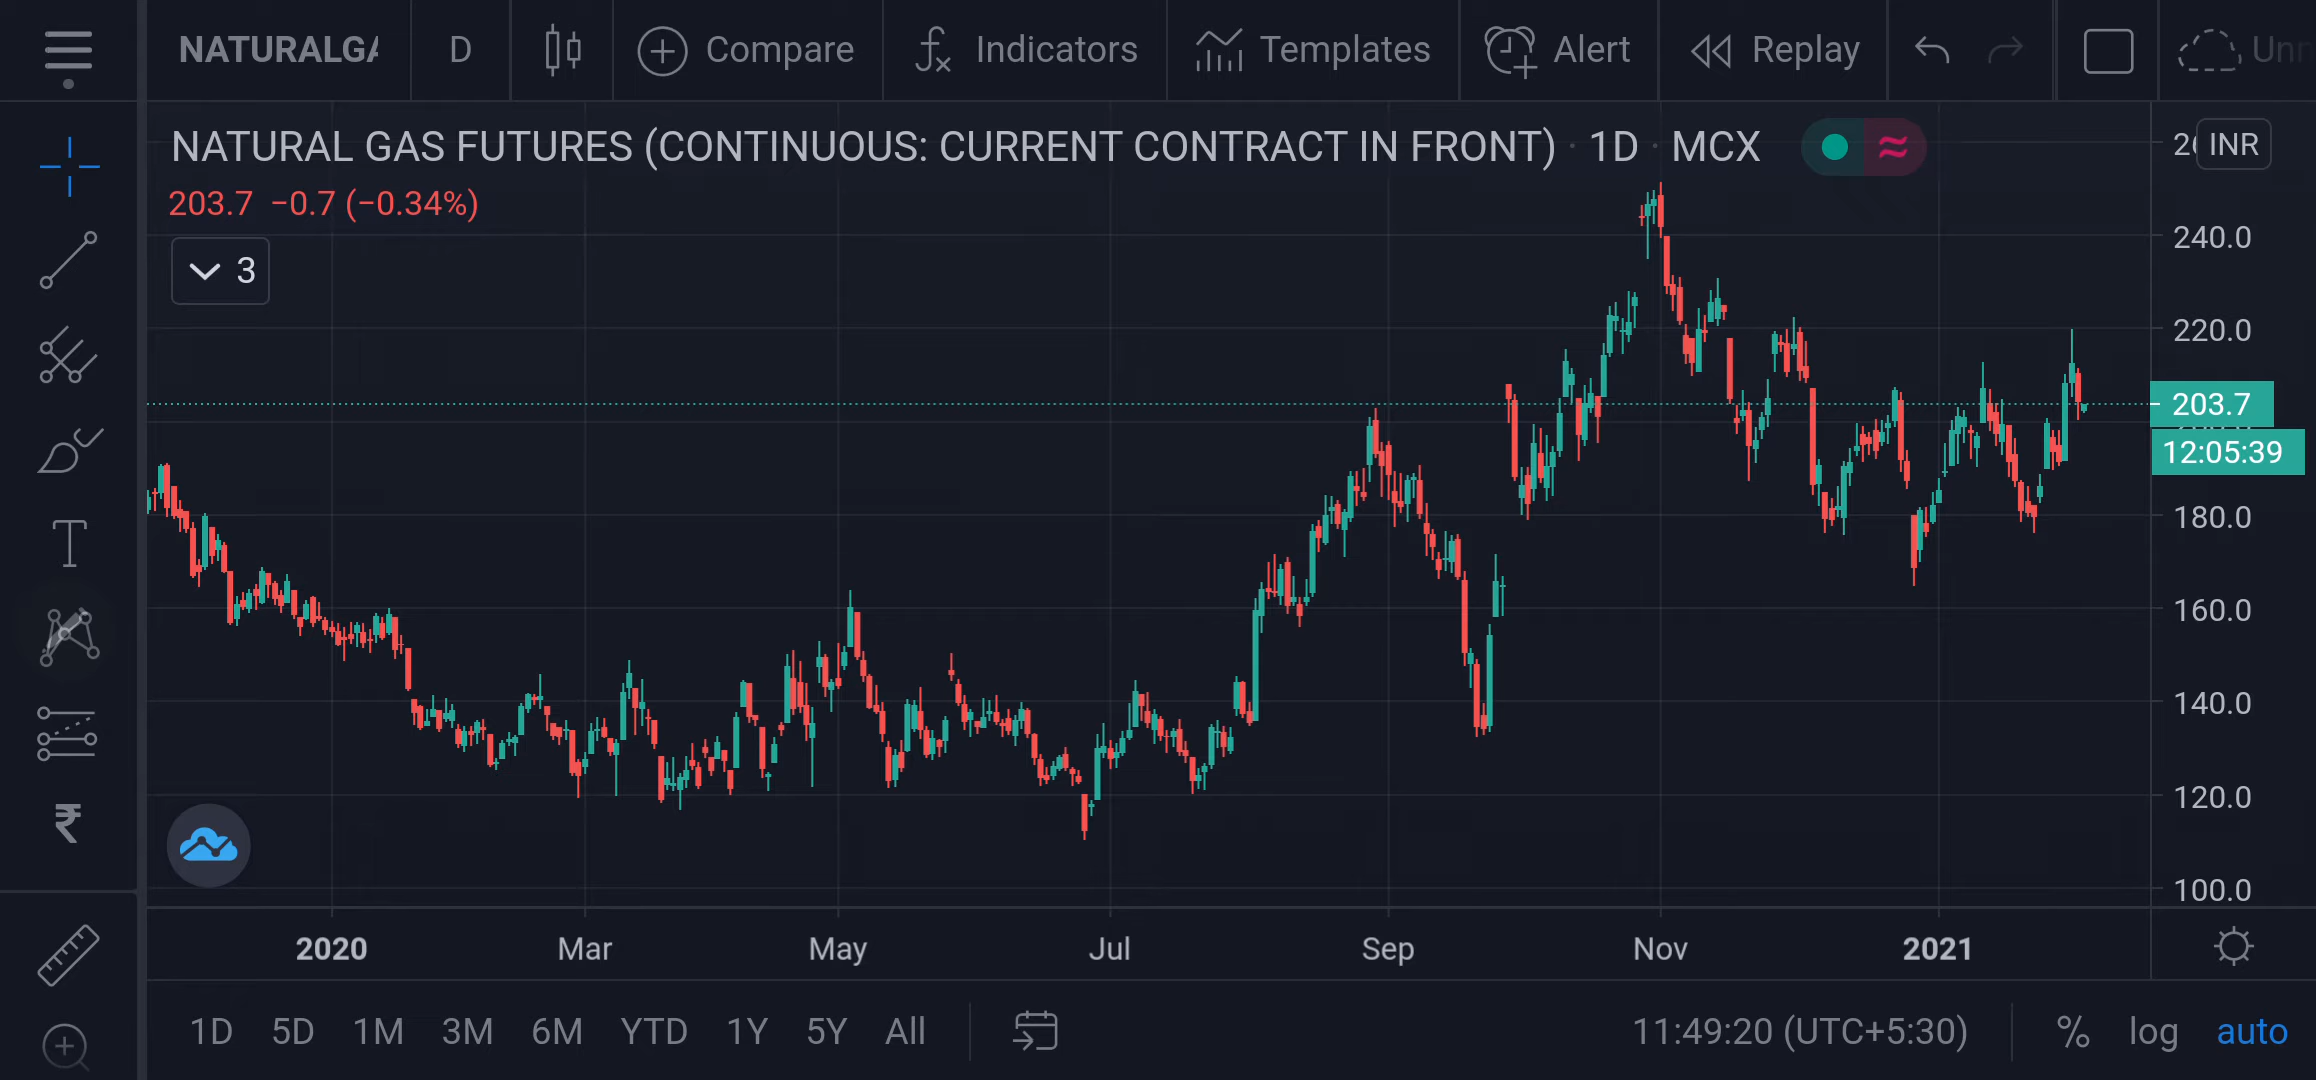 NATURALGA D Compare Indicators Templates Alert Replay
NATURAL GAS FUTURES (CONTINUOUS: CURRENT CONTRACT IN FRONT) · 1D · MCX
INR
203.7 −0.7 (−0.34%)
3
240.0
220.0
203.7
12:05:39
180.0
160.0
140.0
120.0
100.0
2020 Mar May Jul Sep Nov 2021
1D 5D 1M 3M 6M YTD 1Y 5Y All 11:49:20 (UTC+5:30) % log auto